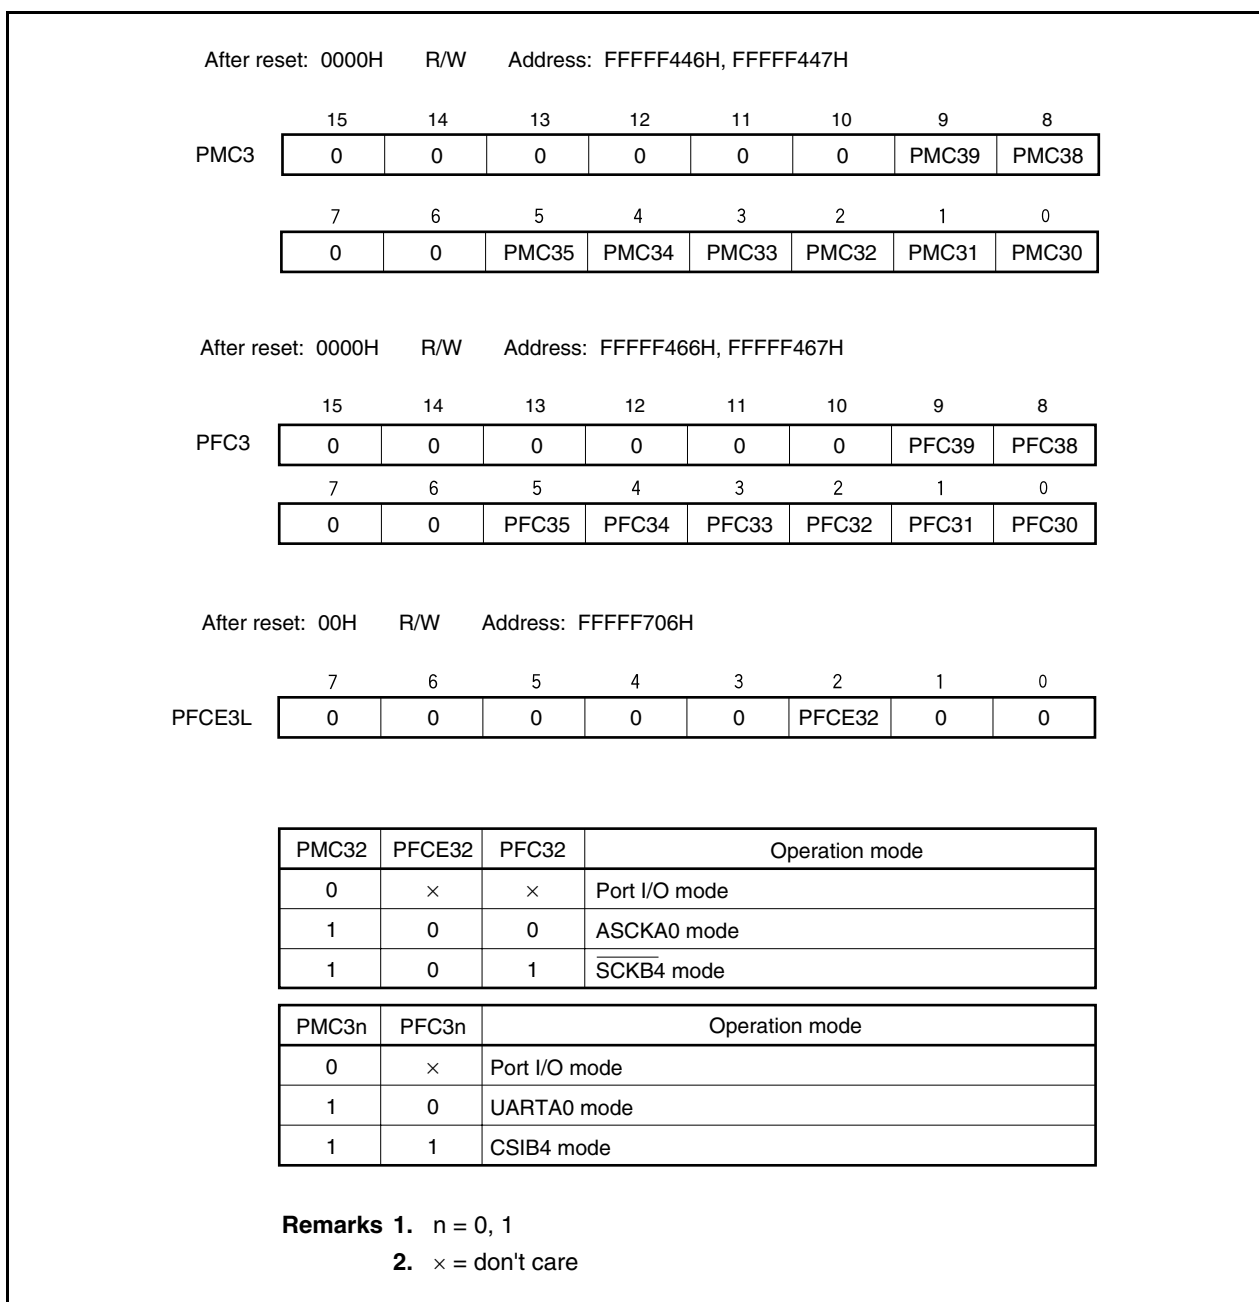 After reset: 0000H R/W Address: FFFFF446H, FFFFF447H
15 14 13 12 11 10 9 8
PMC3 0 0 0 0 0 0 PMC39 PMC38
7 6 5 4 3 2 1 0
0 0 PMC35 PMC34 PMC33 PMC32 PMC31 PMC30
After reset: 0000H R/W Address: FFFFF466H, FFFFF467H
15 14 13 12 11 10 9 8
PFC3 0 0 0 0 0 0 PFC39 PFC38
7 6 5 4 3 2 1 0
0 0 PFC35 PFC34 PFC33 PFC32 PFC31 PFC30
After reset: 00H R/W Address: FFFFF706H
7 6 5 4 3 2 1 0
PFCE3L 0 0 0 0 0 PFCE32 0 0
PMC32 PFCE32 PFC32 Operation mode
0 × × Port I/O mode
1 0 0 ASCKA0 mode
1 0 1 S̅C̅K̅B̅4̅ mode
PMC3n PFC3n Operation mode
0 × Port I/O mode
1 0 UARTA0 mode
1 1 CSIB4 mode
Remarks 1. n = 0, 1
2. × = don't care